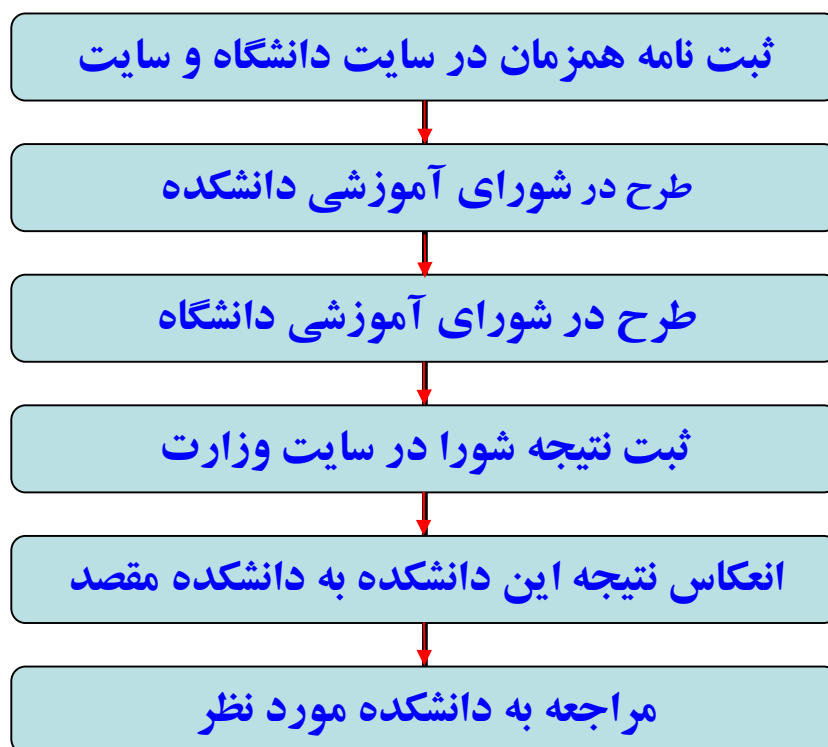 ثبت نامه همزمان در سایت دانشگاه و سایت
طرح در شورای آموزشی دانشکده
طرح در شورای آموزشی دانشگاه
ثبت نتیجه شورا در سایت وزارت
انعکاس نتیجه این دانشکده به دانشکده مقصد
مراجعه به دانشکده مورد نظر